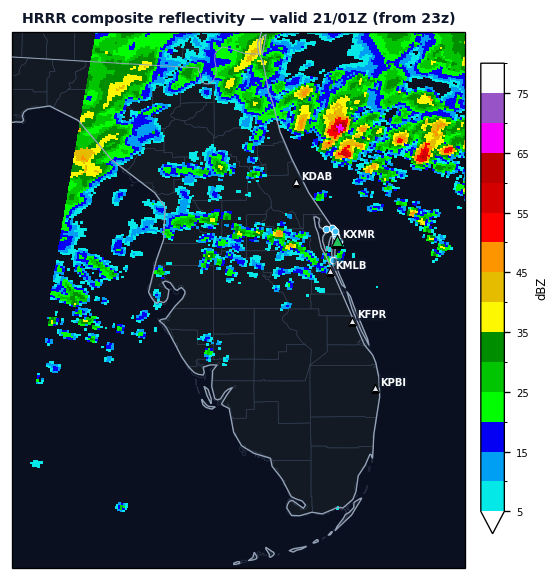 HRRR composite reflectivity — valid 21/01Z (from 23z)
75
65
KDAB
55
KXMR
45
KMLB
dBZ
35
KFPR
25
KPBI
15
5